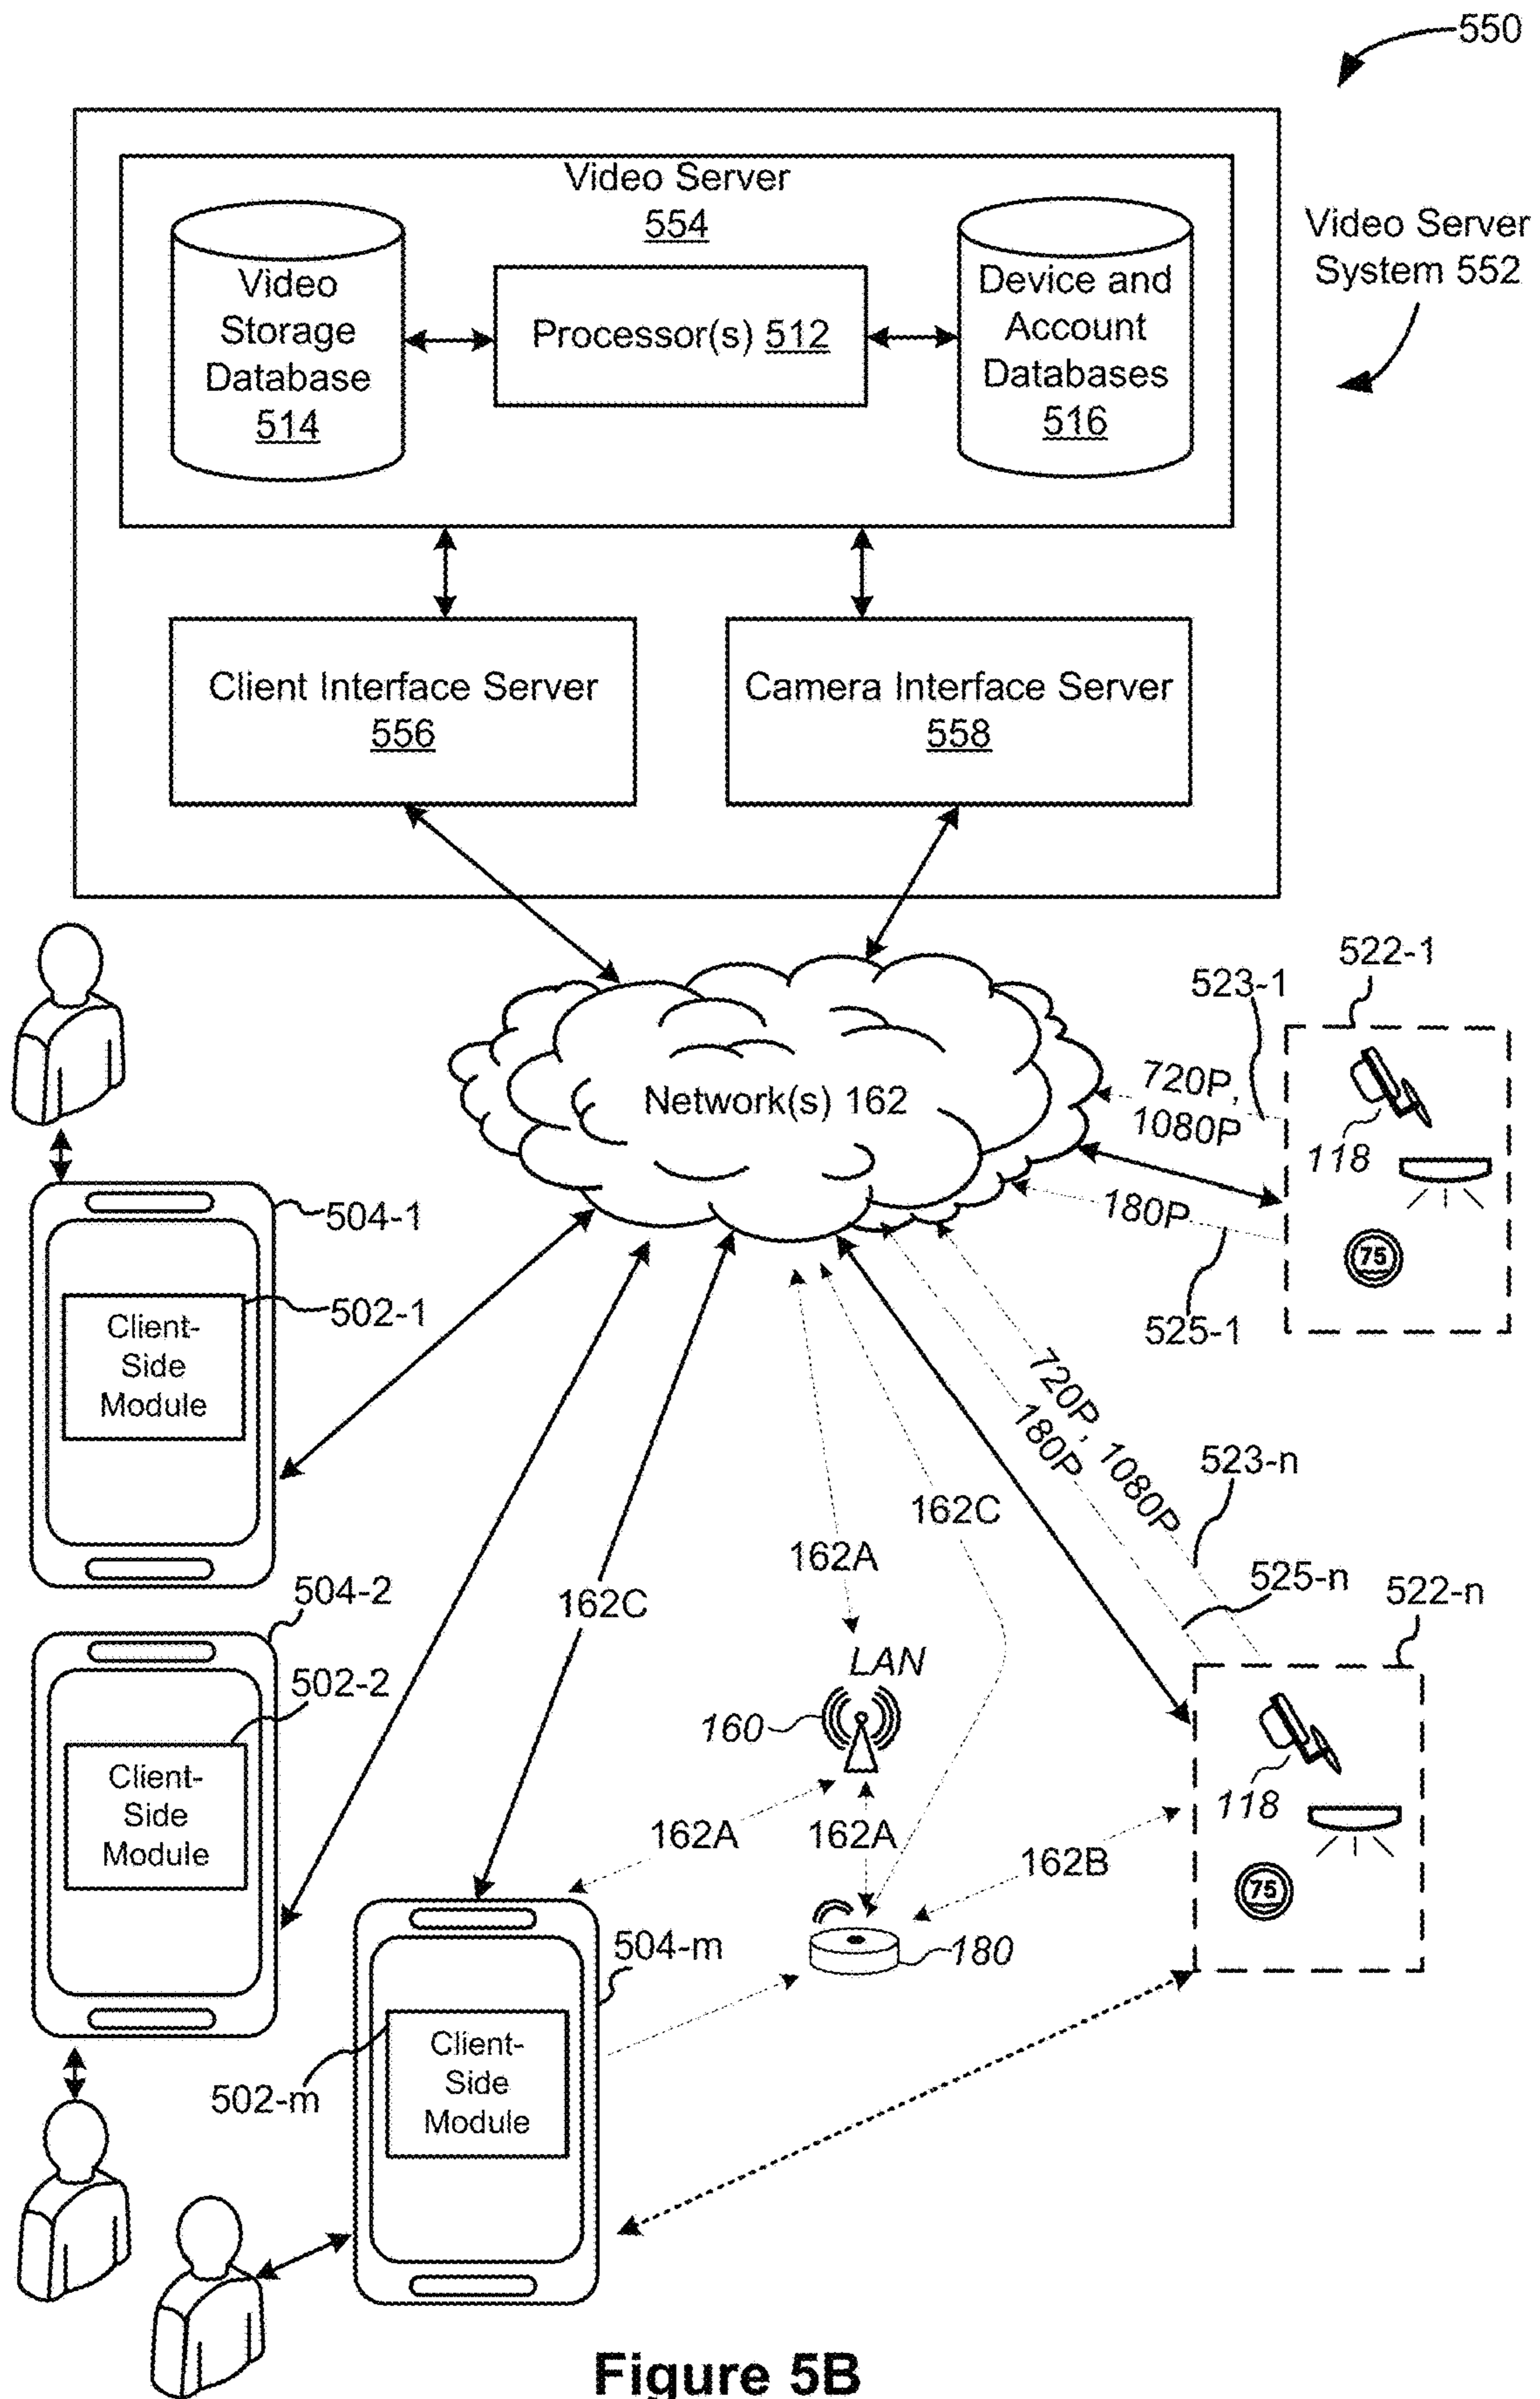 550
Video Server
554
Video Server
System 552
Video
Storage
Database
514
Processor(s) 512
Device and
Account
Databases
516
Client Interface Server
556
Camera Interface Server
558
522-1
523-1
720P,
1080P
Network(s) 162
118
180P
75
525-1
504-1
502-1
Client-
Side
Module
720P, 1080P
180P
523-n
162C
162A
525-n
522-n
504-2
162C
LAN
502-2
160
Client-
Side
Module
118
162A
162A
162B
75
504-m
180
Client-
Side
Module
502-m
Figure 5B